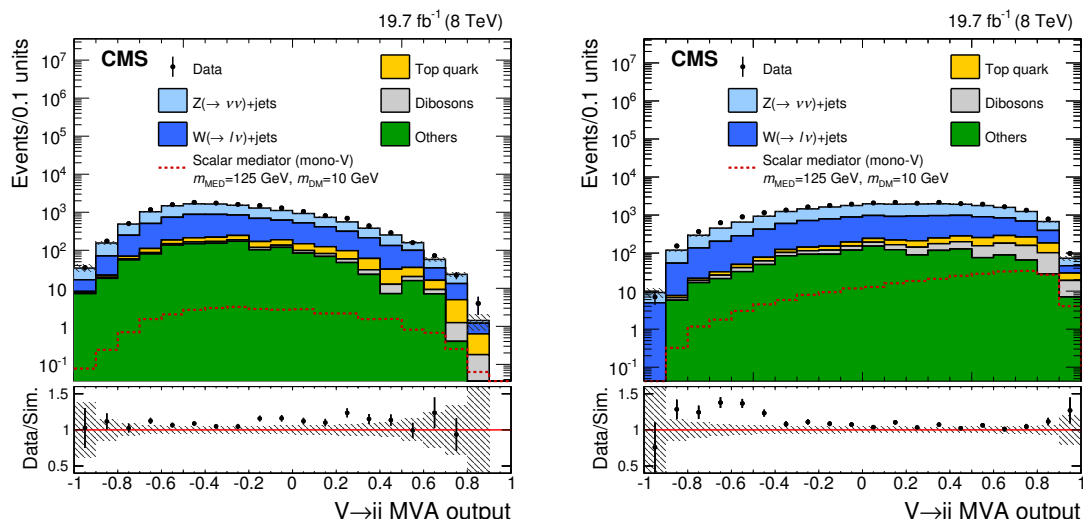 19.7 fb⁻¹ (8 TeV)
CMS
Data
Top quark
Z(→ νν)+jets
Dibosons
W(→ lν)+jets
Others
Scalar mediator (mono-V)
m_MED=125 GeV, m_DM=10 GeV
Events/0.1 units
10⁷
10⁶
10⁵
10⁴
10³
10²
10
1
10⁻¹
Data/Sim.
1.5
1
0.5
-1 -0.8 -0.6 -0.4 -0.2 0 0.2 0.4 0.6 0.8 1
V→jj MVA output
19.7 fb⁻¹ (8 TeV)
CMS
Data
Top quark
Z(→ νν)+jets
Dibosons
W(→ lν)+jets
Others
Scalar mediator (mono-V)
m_MED=125 GeV, m_DM=10 GeV
Events/0.1 units
10⁷
10⁶
10⁵
10⁴
10³
10²
10
1
10⁻¹
Data/Sim.
1.5
1
0.5
-1 -0.8 -0.6 -0.4 -0.2 0 0.2 0.4 0.6 0.8 1
V→jj MVA output